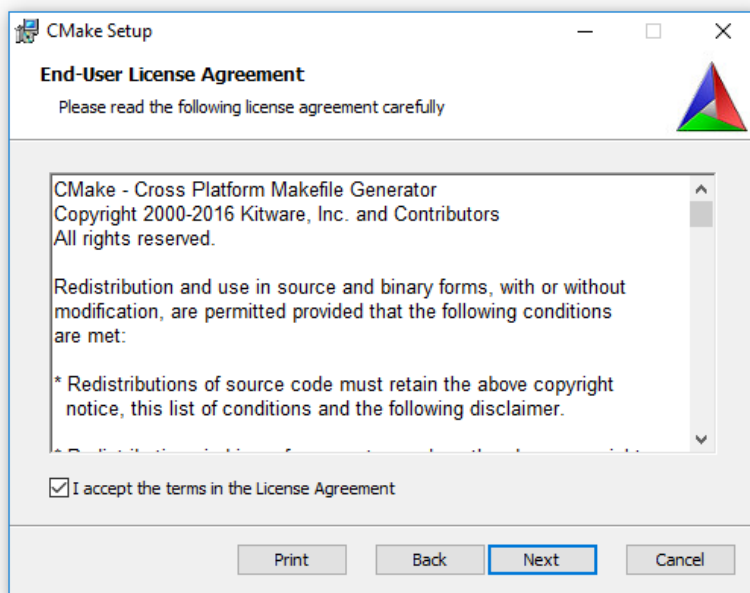 CMake Setup
End-User License Agreement
Please read the following license agreement carefully
CMake - Cross Platform Makefile Generator
Copyright 2000-2016 Kitware, Inc. and Contributors
All rights reserved.
Redistribution and use in source and binary forms, with or without
modification, are permitted provided that the following conditions
are met:
* Redistributions of source code must retain the above copyright
notice, this list of conditions and the following disclaimer.
I accept the terms in the License Agreement
Print
Back
Next
Cancel